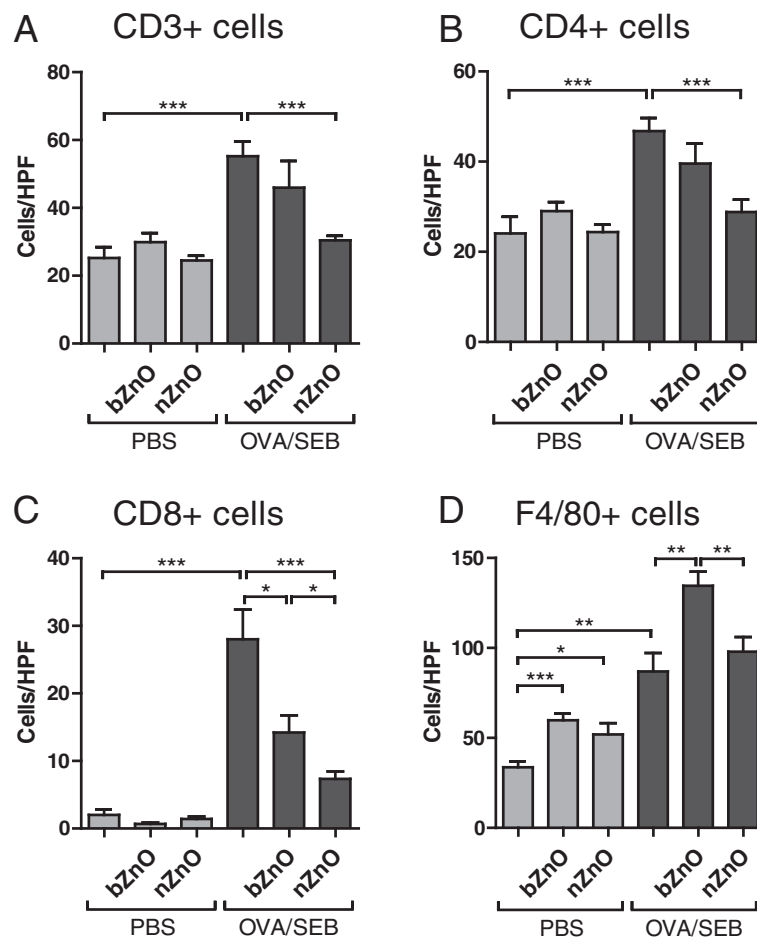 A CD3+ cells
80
60
40
20
0
Cells/HPF
*** ***
bZnO nZnO bZnO nZnO
PBS OVA/SEB
B CD4+ cells
60
40
20
0
Cells/HPF
*** ***
bZnO nZnO bZnO nZnO
PBS OVA/SEB
C CD8+ cells
40
30
20
10
0
Cells/HPF
*** ***
* *
bZnO nZnO bZnO nZnO
PBS OVA/SEB
D F4/80+ cells
150
100
50
0
Cells/HPF
** **
**
*
***
bZnO nZnO bZnO nZnO
PBS OVA/SEB